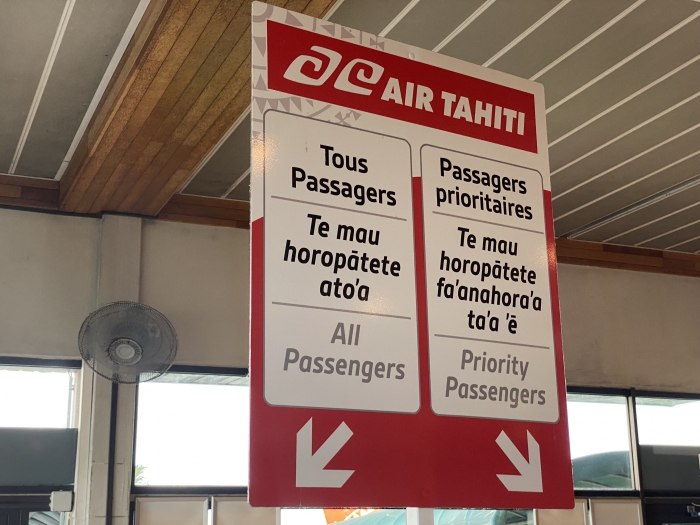 AIR TAHITI
Tous
Passagers
Te mau
horopātete
ato'a
All
Passengers
Passagers
prioritaires
Te mau
horopātete
fa'anahora'a
ta'a 'ē
Priority
Passengers